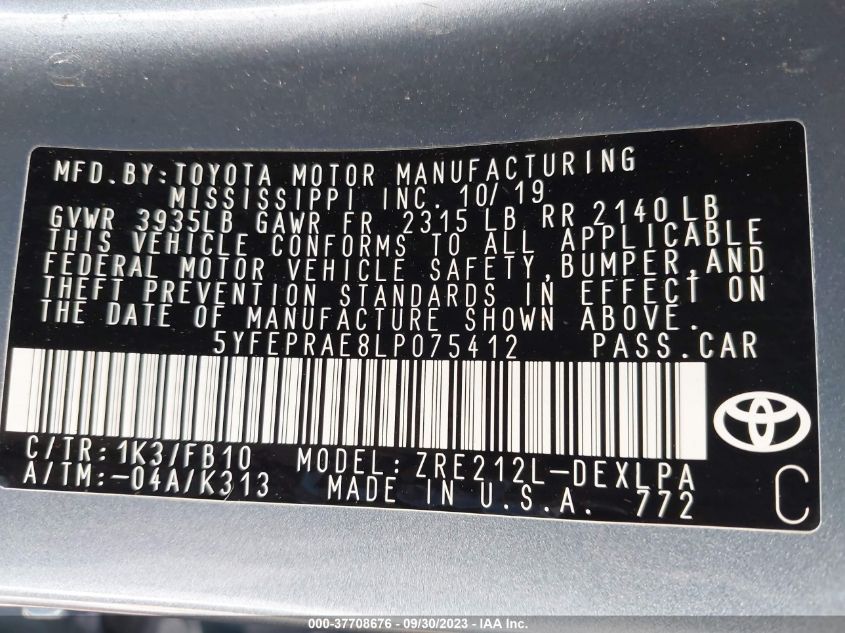 MFD.BY:TOYOTA MOTOR MANUFACTURING
MISSISSIPPI INC. 10/19
GVWR 3935LB GAWR FR 2315 LB RR 2140 LB
THIS VEHICLE CONFORMS TO ALL APPLICABLE
FEDERAL MOTOR VEHICLE SAFETY,BUMPER,AND
THEFT PREVENTION STANDARDS IN EFFECT ON
THE DATE OF MANUFACTURE SHOWN ABOVE.
5YFEPRAE8LP075412 PASS.CAR
C/TR:1K3/FB10 MODEL:ZRE212L-DEXLPA
A/TM:-04A/K313 MADE IN U.S.A. 772
C
000-37708676 - 09/30/2023 - © IAA Inc.